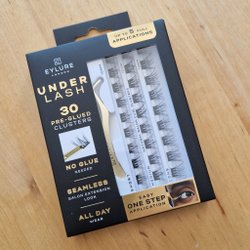 EYLURE
LONDON
UP TO 5 FULL
APPLICATIONS
UNDER
LASH
30
PRE-GLUED
CLUSTERS
NO GLUE
NEEDED
SEAMLESS
SALON EXTENSION
LOOK
ALL DAY
WEAR
EASY
ONE STEP
APPLICATION